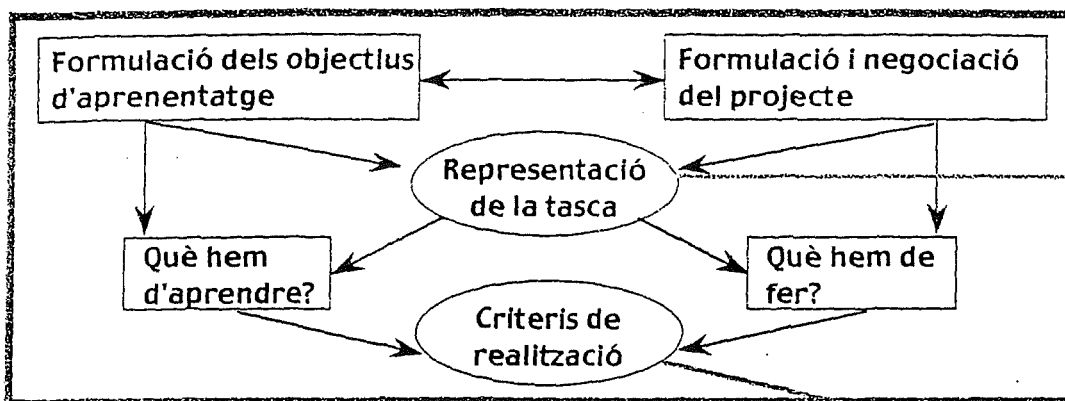 Formulació dels objectius
d'aprenentatge
Formulació i negociació
del projecte
Representació
de la tasca
Què hem
d'aprendre?
Què hem de
fer?
Criteris de
realització